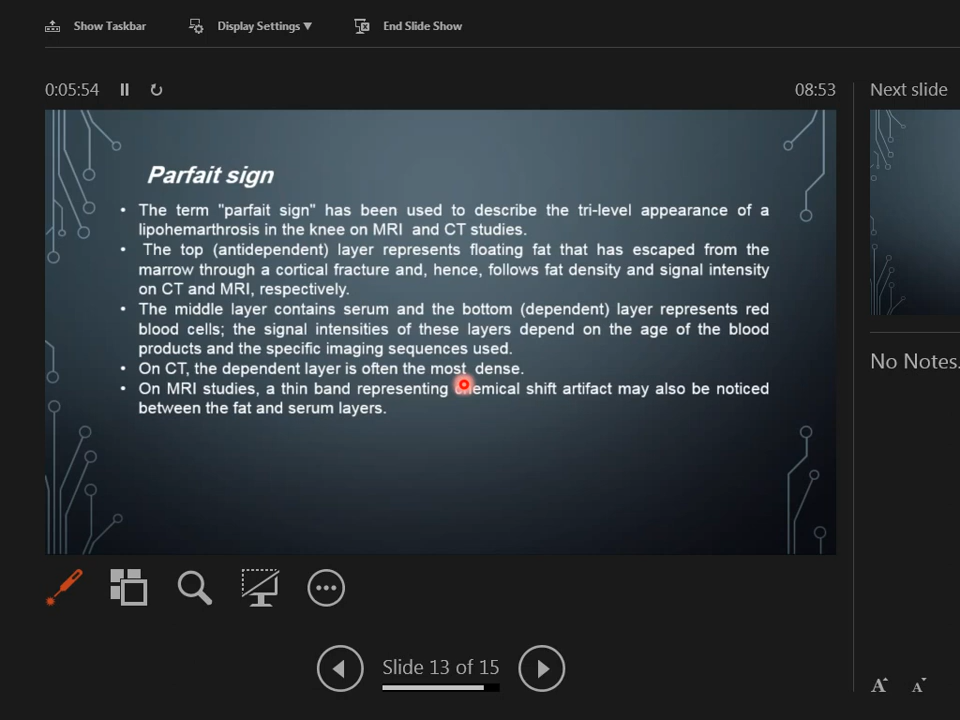 Show Taskbar Display Settings ▼ End Slide Show
0:05:54 08:53 Next slide
Parfait sign
• The term "parfait sign" has been used to describe the tri-level appearance of a
lipohemarthrosis in the knee on MRI and CT studies.
• The top (antidependent) layer represents floating fat that has escaped from the
marrow through a cortical fracture and, hence, follows fat density and signal intensity
on CT and MRI, respectively.
• The middle layer contains serum and the bottom (dependent) layer represents red
blood cells; the signal intensities of these layers depend on the age of the blood
products and the specific imaging sequences used.
• On CT, the dependent layer is often the most dense.
• On MRI studies, a thin band representing chemical shift artifact may also be noticed
between the fat and serum layers.
No Notes.
Slide 13 of 15
A A